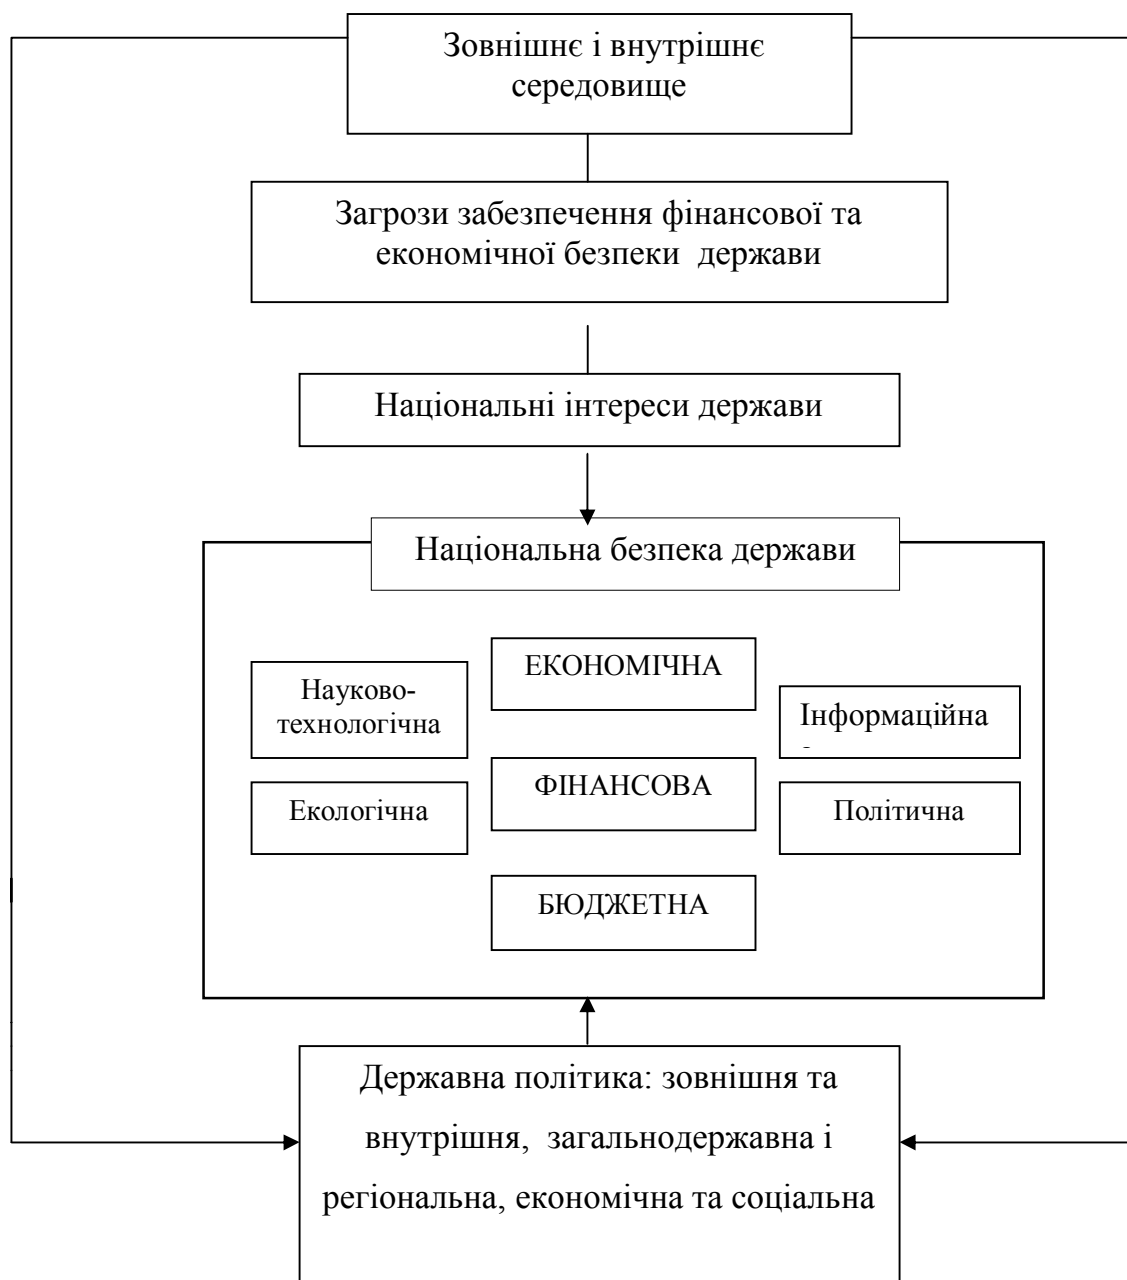 Зовнішнє і внутрішнє
середовище
Загрози забезпечення фінансової та
економічної безпеки держави
Національні інтереси держави
Національна безпека держави
ЕКОНОМІЧНА
Науково-
технологічна
Інформаційна
ФІНАНСОВА
Екологічна
Політична
БЮДЖЕТНА
Державна політика: зовнішня та
внутрішня, загальнодержавна і
регіональна, економічна та соціальна